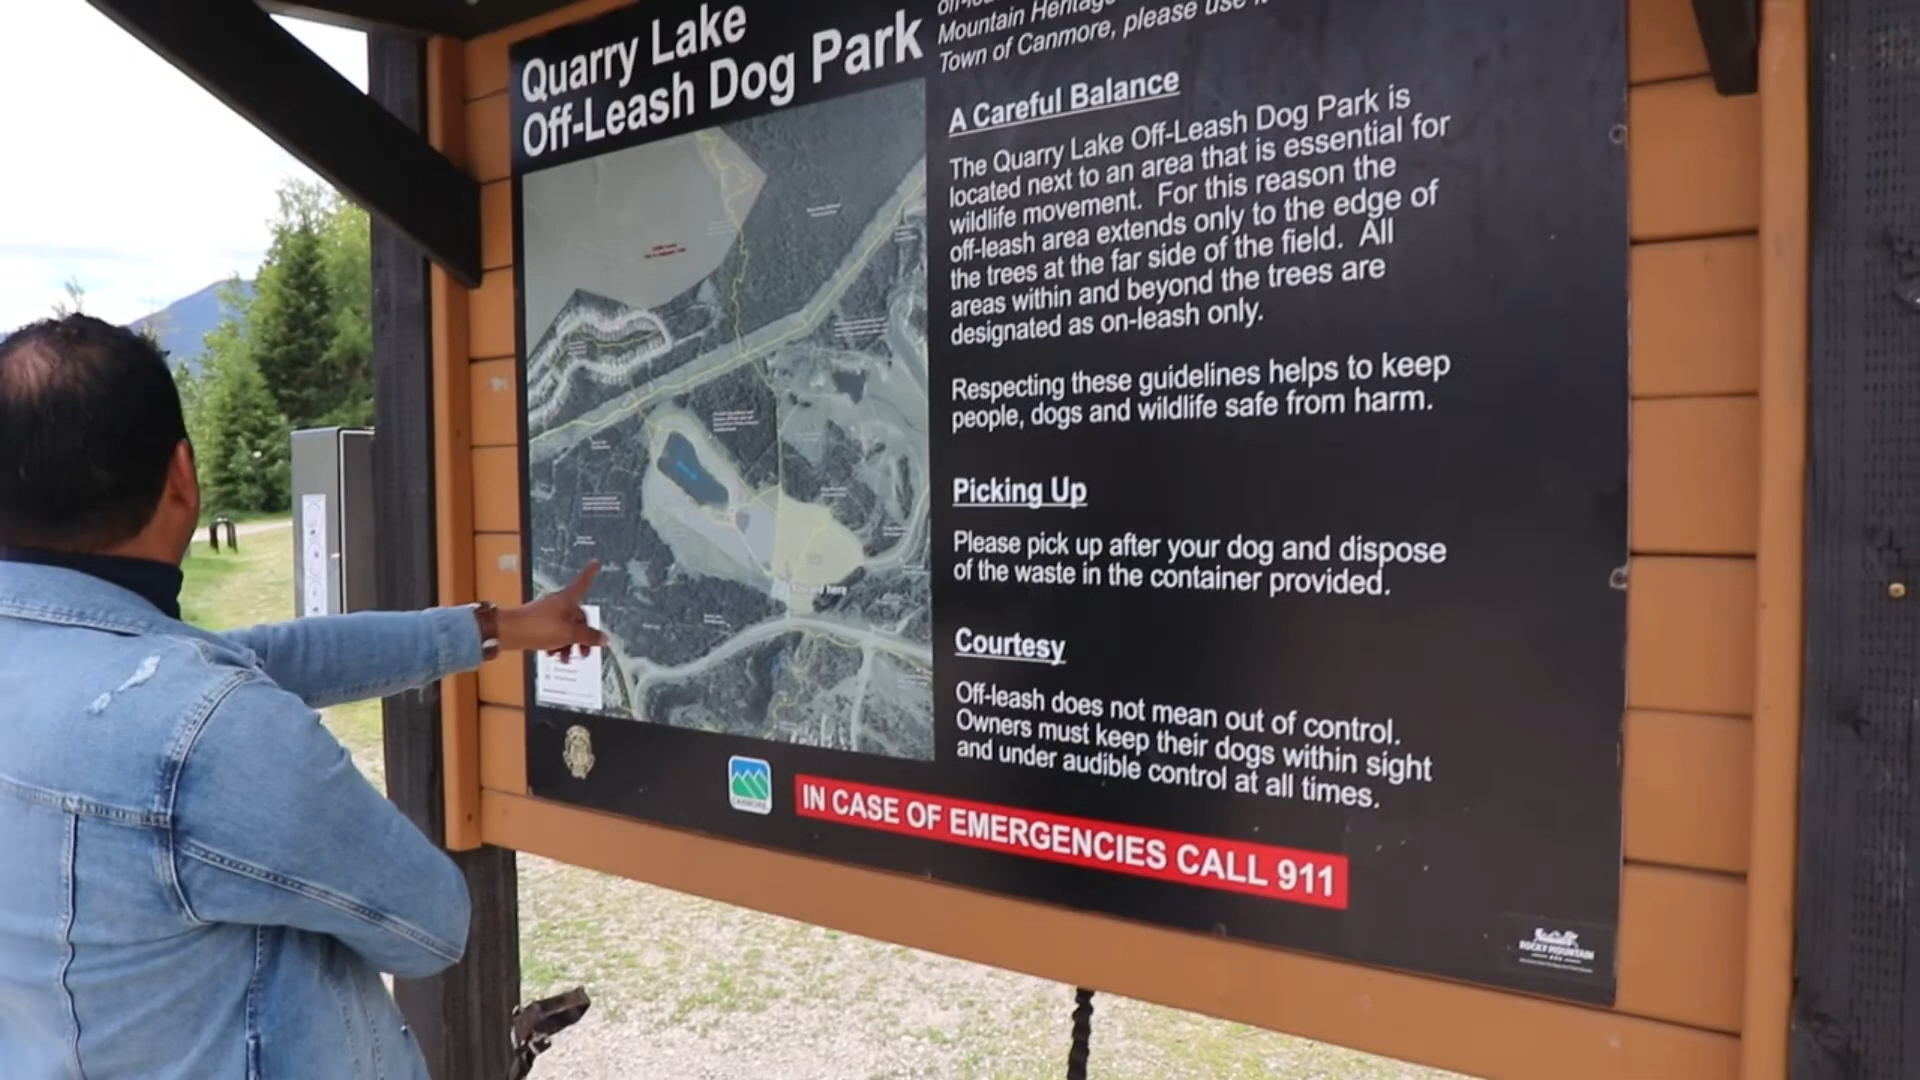 Quarry Lake
Off-Leash Dog Park
Mountain Heritage
Town of Canmore, please use
A Careful Balance
The Quarry Lake Off-Leash Dog Park is
located next to an area that is essential for
wildlife movement. For this reason the
off-leash area extends only to the edge of
the trees at the far side of the field. All
areas within and beyond the trees are
designated as on-leash only.
Respecting these guidelines helps to keep
people, dogs and wildlife safe from harm.
Picking Up
Please pick up after your dog and dispose
of the waste in the container provided.
Courtesy
Off-leash does not mean out of control.
Owners must keep their dogs within sight
and under audible control at all times.
CANMORE
IN CASE OF EMERGENCIES CALL 911
ROCKY MOUNTAIN